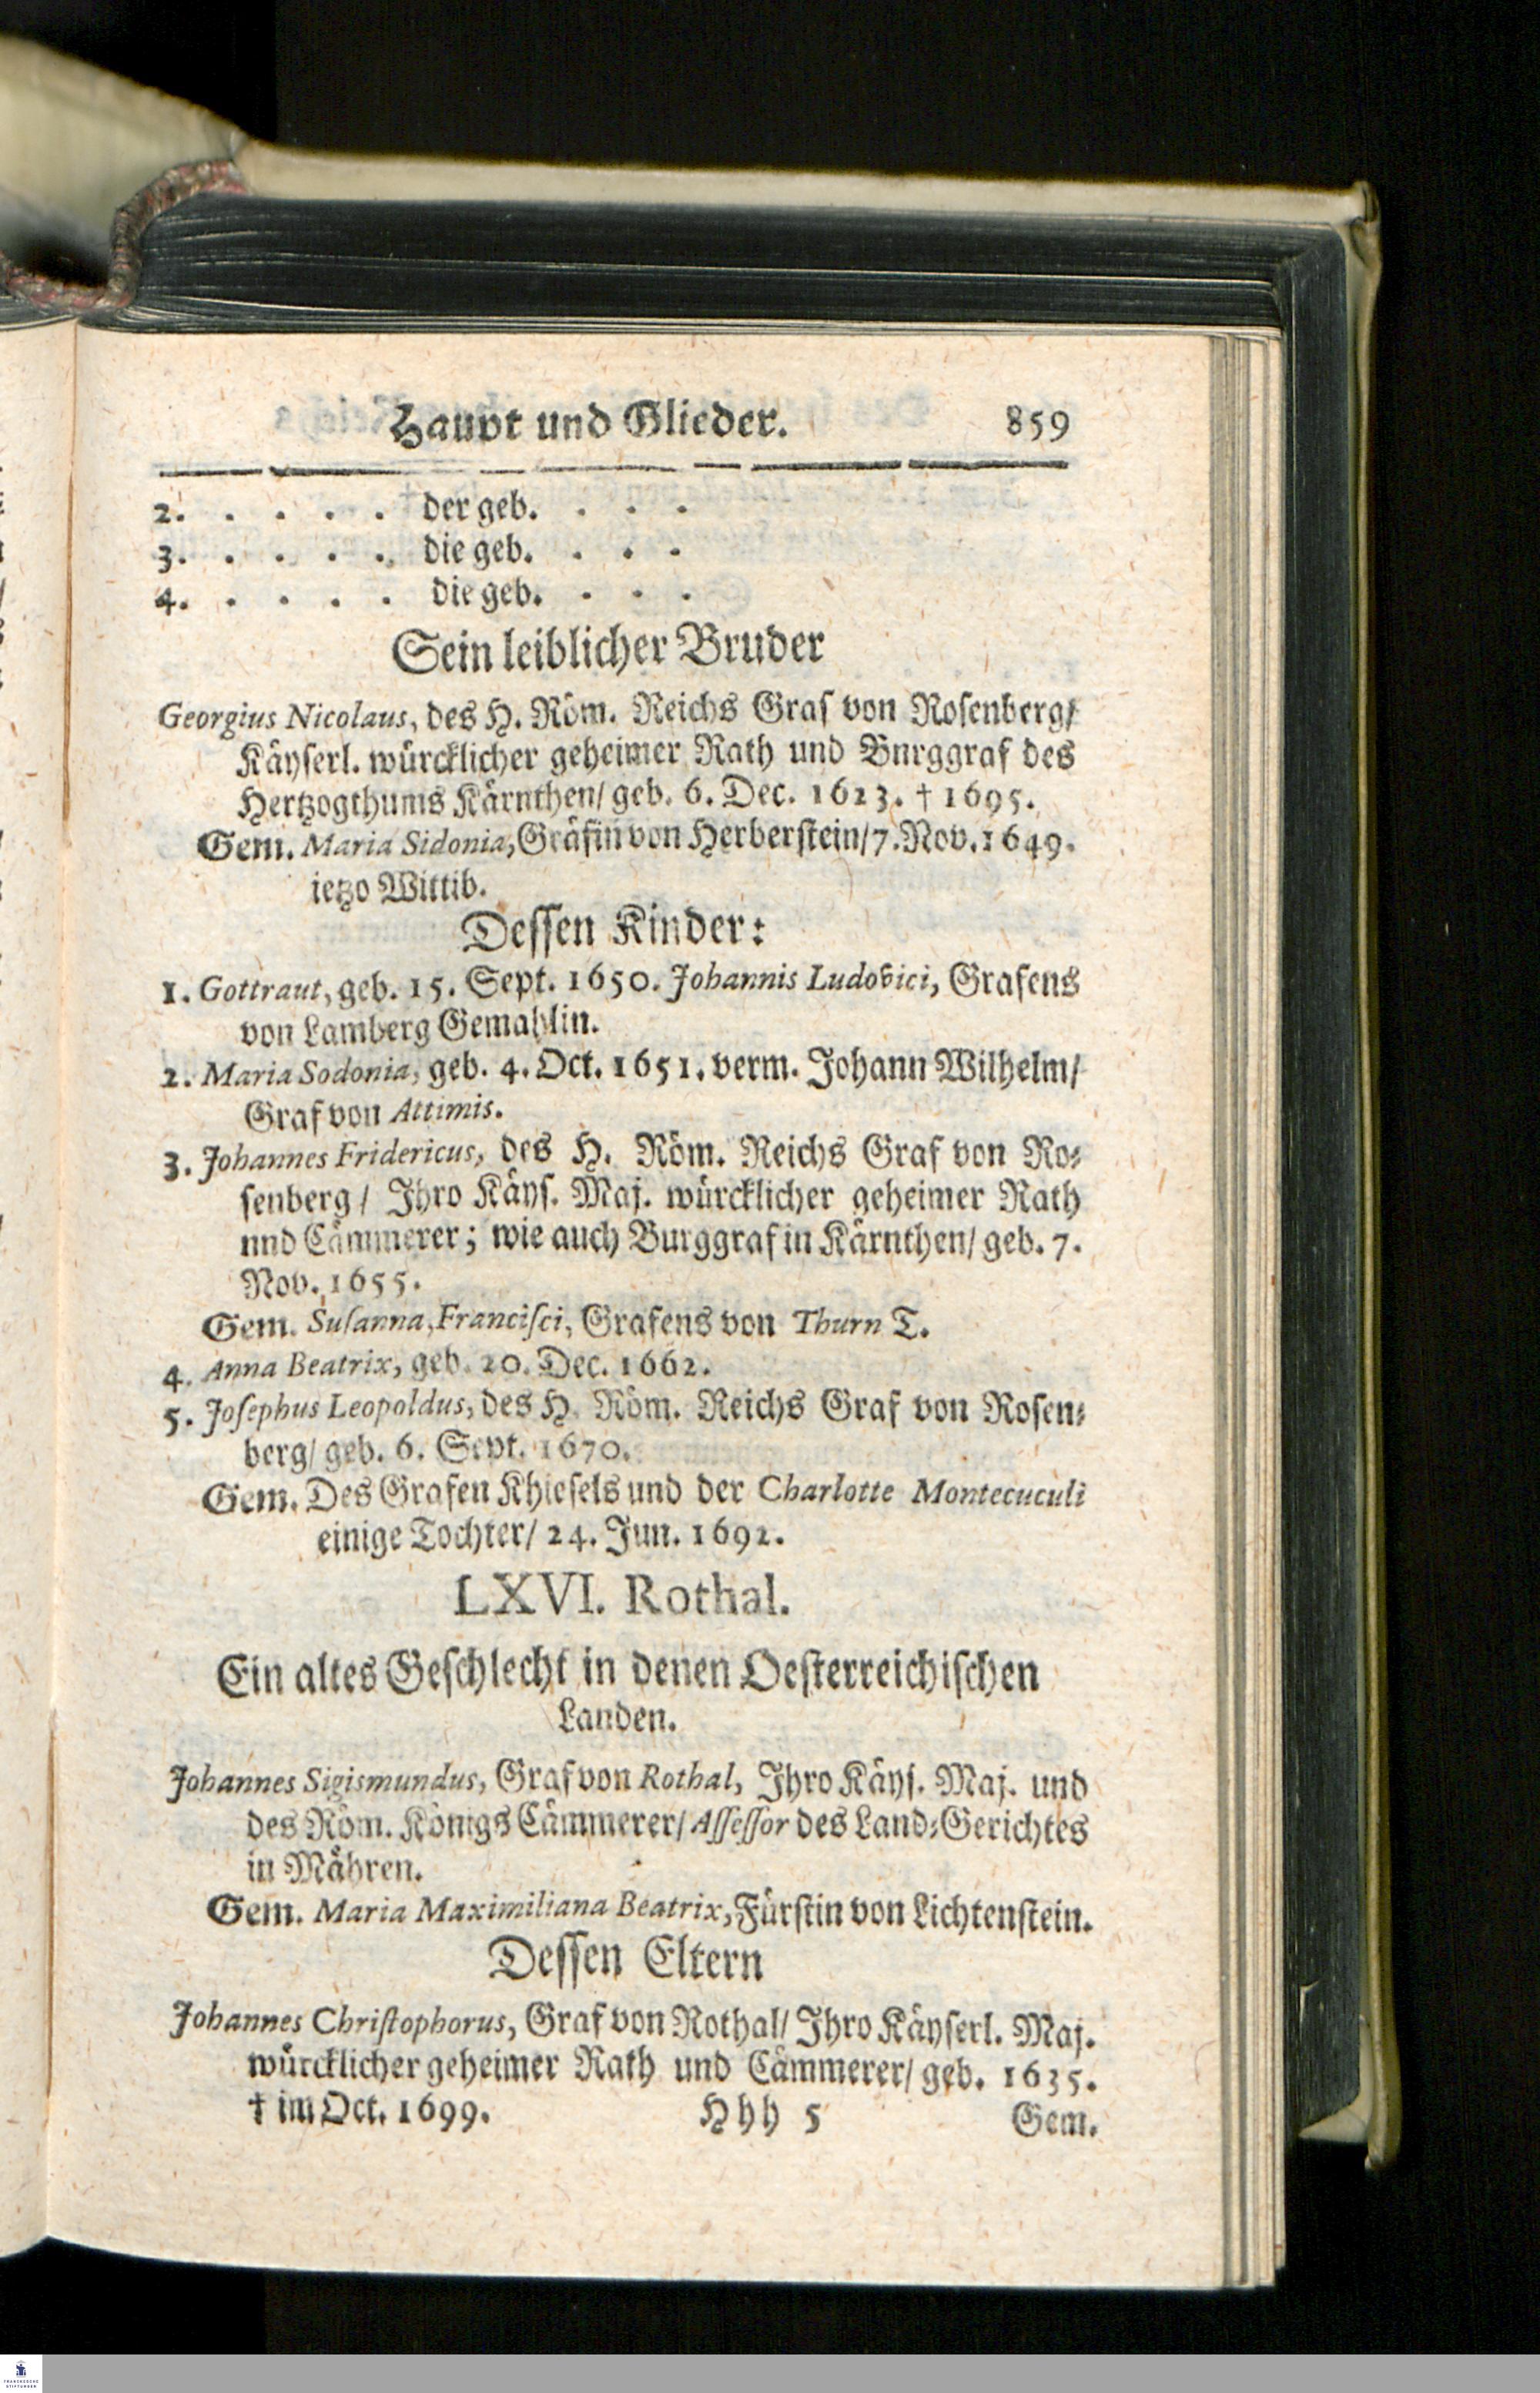 Haupt und Glieder. 859
2. . . . . . der geb. . . .
3. . . . . . die geb. . . .
4. . . . . . die geb. . . .
Sein leiblicher Bruder
Georgius Nicolaus, des H. Röm. Reichs Graf von Rosenberg/
Käyserl. würcklicher geheimer Rath und Burggraf des
Hertzogthums Kärnthen/ geb. 6. Dec. 1623. † 1695.
Gem. Maria Sidonia, Gräfin von Herberstein/ 7. Nov. 1649.
ietzo Wittib.
Dessen Kinder:
1. Gottraut, geb. 15. Sept. 1650. Johannis Ludovici, Grafens
von Lamberg Gemahlin.
2. Maria Sodonia, geb. 4. Oct. 1651. verm. Johann Wilhelm/
Graf von Attimis.
3. Johannes Fridericus, des H. Röm. Reichs Graf von Ro-
senberg/ Ihro Käys. Maj. würcklicher geheimer Rath
und Cämmerer; wie auch Burggraf in Kärnthen/ geb. 7.
Nov. 1655.
Gem. Susanna, Francisci, Grafens von Thurn T.
4. Anna Beatrix, geb. 20. Dec. 1662.
5. Josephus Leopoldus, des H. Röm. Reichs Graf von Rosen-
berg/ geb. 6. Sept. 1670.
Gem. Des Grafen Khiesels und der Charlotte Montecuculi
einige Tochter/ 24. Jun. 1692.
LXVI. Rothal.
Ein altes Geschlecht in denen Oesterreichischen
Landen.
Johannes Sigismundus, Graf von Rothal, Ihro Käys. Maj. und
des Röm. Königs Cämmerer/ Assessor des Land-Gerichtes
in Mähren.
Gem. Maria Maximiliana Beatrix, Fürstin von Lichtenstein.
Dessen Eltern
Johannes Christophorus, Graf von Rothal/ Ihro Käyserl. Maj.
würcklicher geheimer Rath und Cämmerer/ geb. 1635.
† im Oct. 1699. Hhh 5 Gem.
FRANCKESCHE
STIFTUNGEN